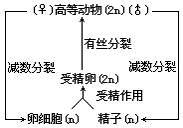 (♀)高等动物(2n)(♂)
有丝分裂
减数分裂
减数分裂
受精卵(2n)
受精作用
卵细胞(n)
精子(n)